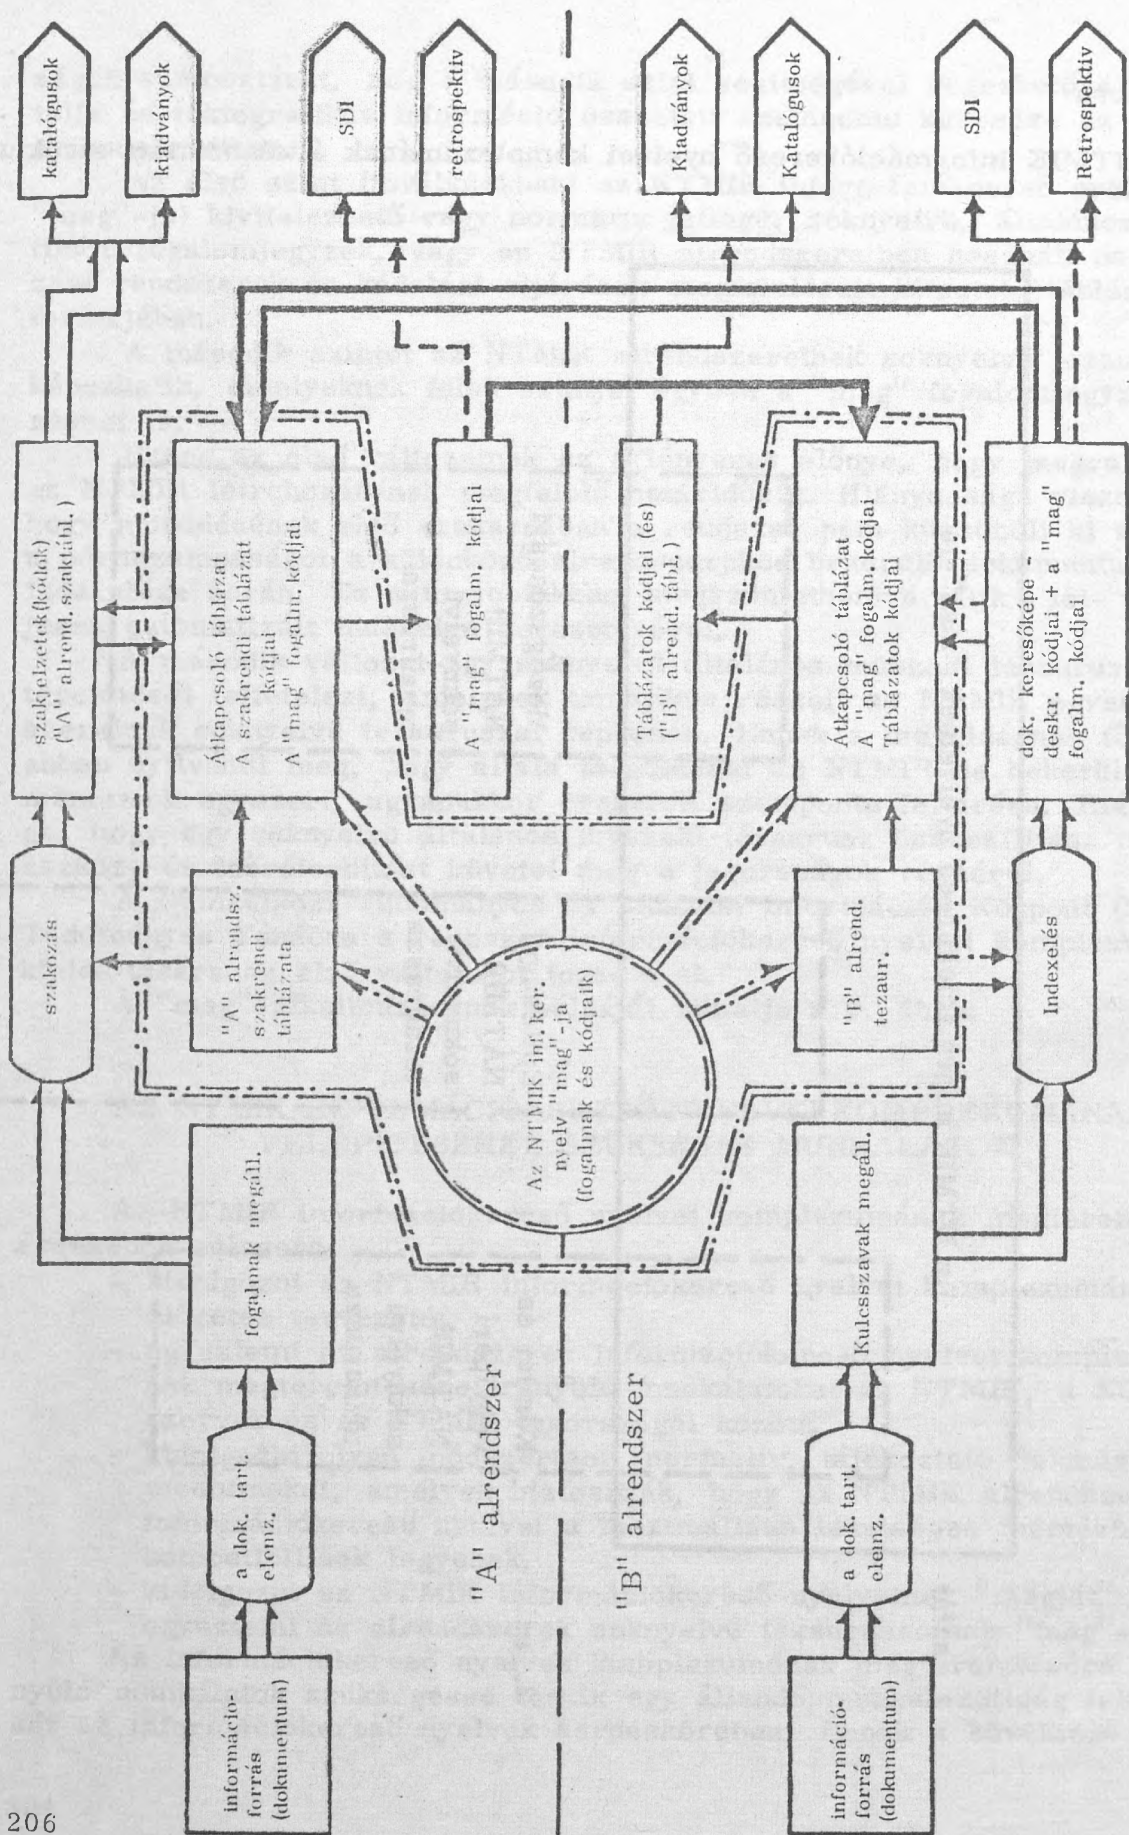 információ-
forrás
(dokumentum)
a dok. tart.
elemz.
fogalmak megáll.
szakozás
"A" alrendsz.
szakrendi
táblázata
szakjelzetek (kódok)
("A" alrend. szaktábl.)
Átkapcsoló táblázat
A szakrendi táblázat
kódjai
A "mag" fogalm. kódjai
A "mag" fogalm. kódjai
katalógusok
kiadványok
SDI
retrospektiv
"A" alrendszer
Az NTMIK inf. ker.
nyelv "mag"-ja
(fogalmak és kódjaik)
"B" alrendszer
információ-
forrás
(dokumentum)
a dok. tart.
elemz.
Kulcsszavak megáll.
Indexelés
"B" alrend.
tezaur.
Táblázatok kódjai (és)
("i") alrend. tábl)
Átkapcsoló táblázat
A "mag" fogalm. kódjai
Táblázatok kódjai
dok. keresőképe
deskr. kódjai + a "mag"
fogalm. kódjai
Kiadványok
Katalógusok
SDI
Retrospektiv
206